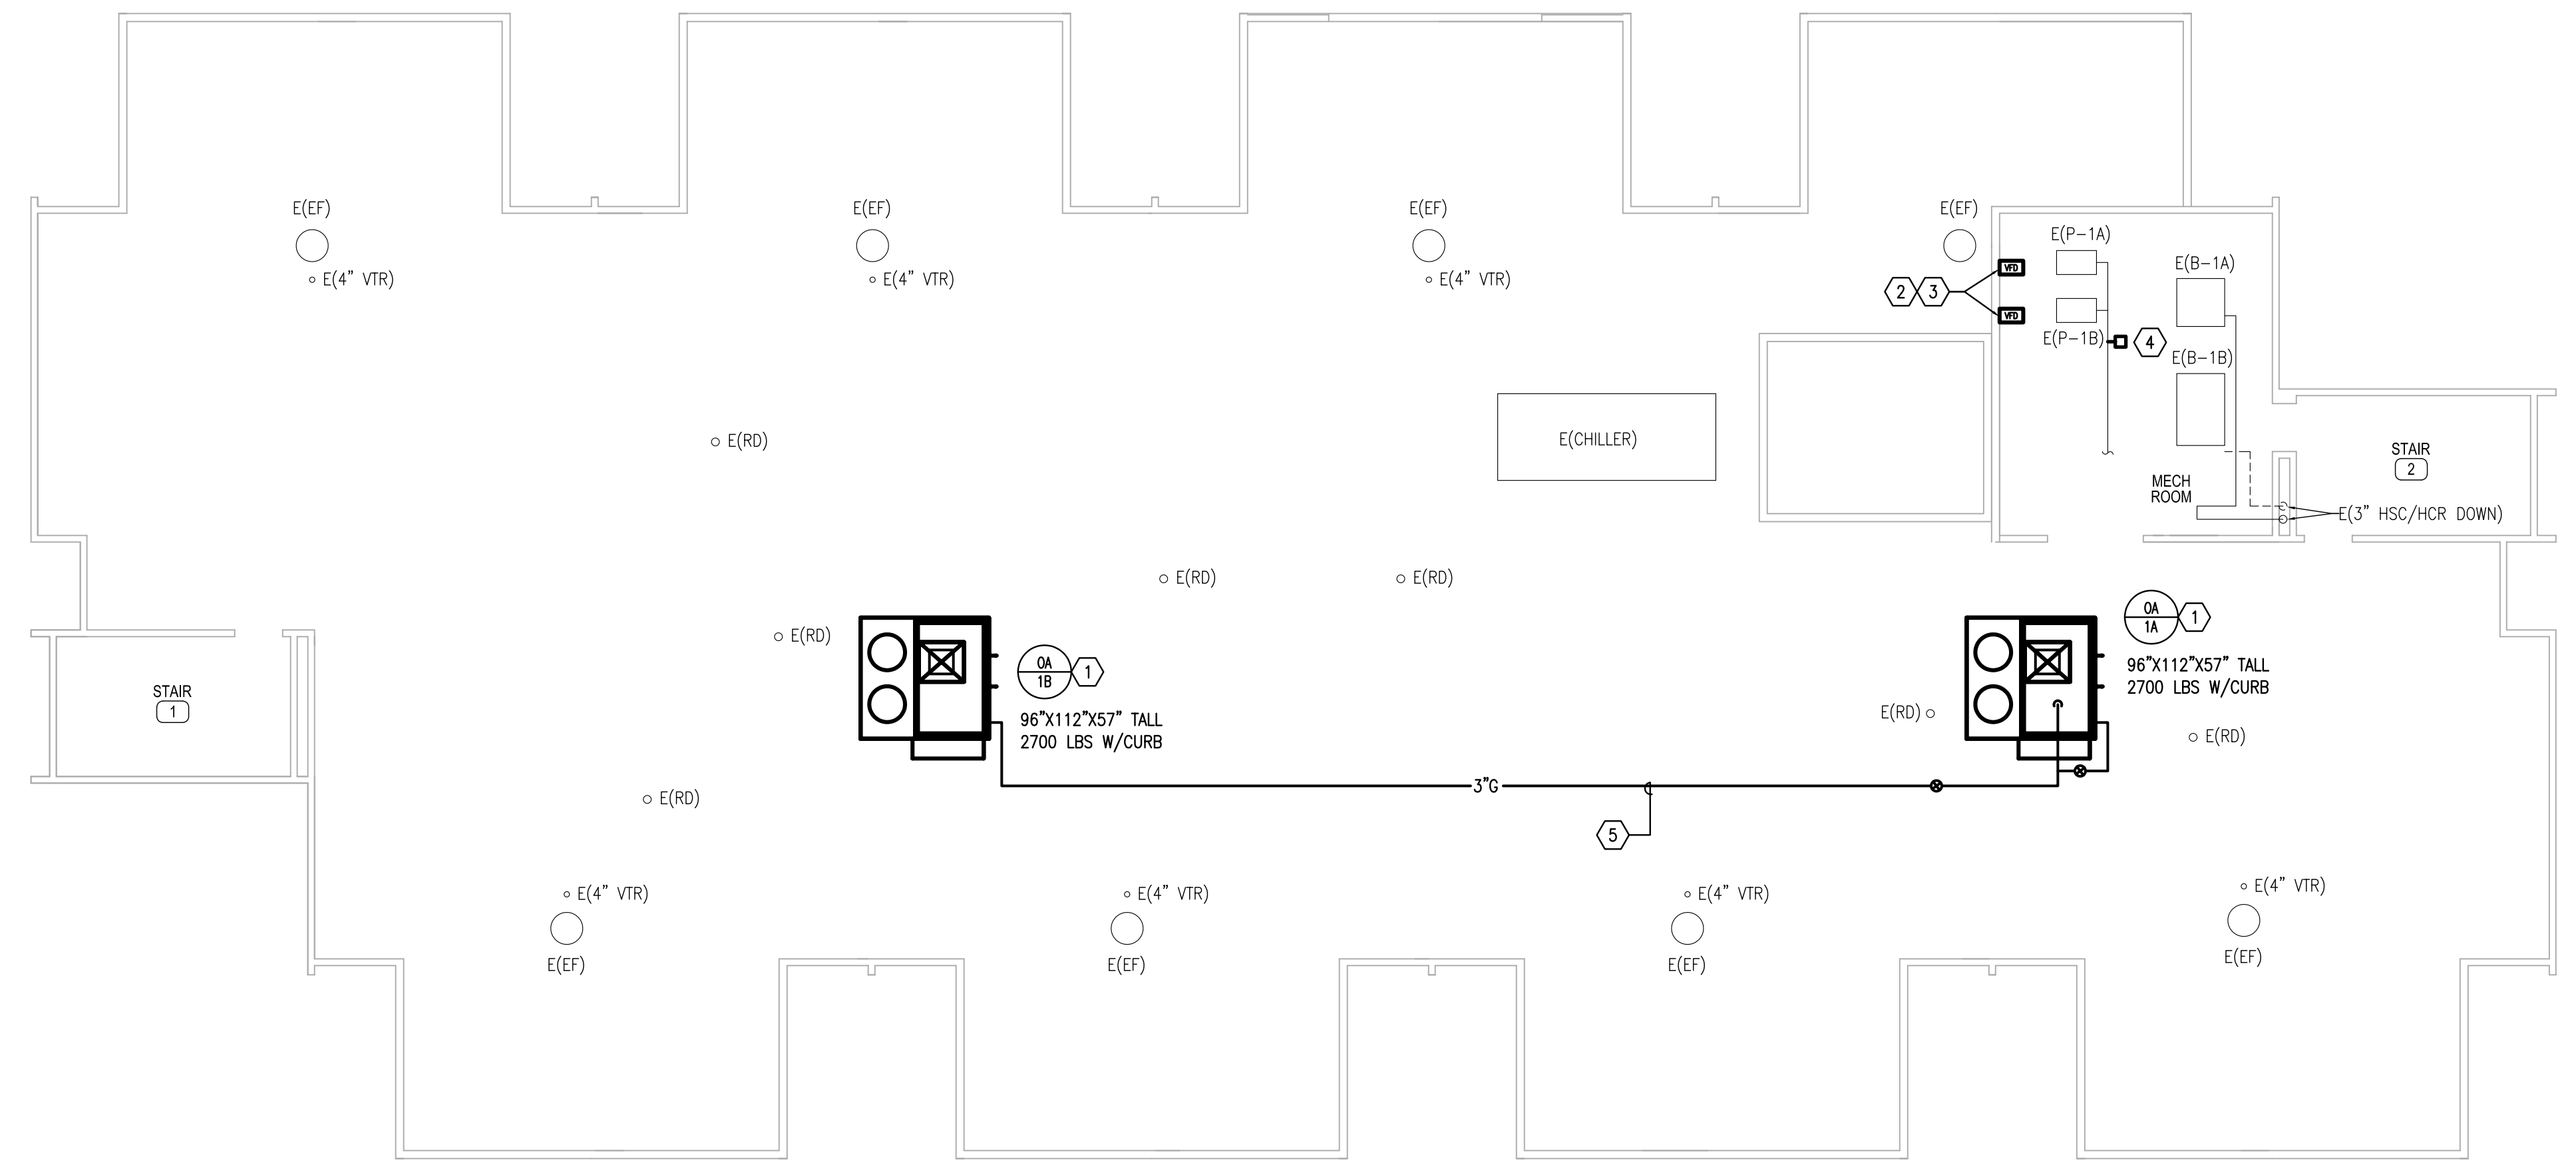 E(EF)
E(EF)
E(EF)
E(EF)
E(4" VTR)
E(4" VTR)
E(4" VTR)
E(P-1A)
VFD
E(B-1A)
2
3
VFD
E(P-1B)
4
E(B-1B)
E(RD)
E(CHILLER)
STAIR
2
MECH
ROOM
E(3" HSC/HCR DOWN)
E(RD)
E(RD)
E(RD)
OA
1A
1
96"X112"X57" TALL
2700 LBS W/CURB
OA
1B
1
96"X112"X57" TALL
2700 LBS W/CURB
STAIR
1
E(RD)
E(RD)
3"G
E(RD)
5
E(4" VTR)
E(4" VTR)
E(4" VTR)
E(4" VTR)
E(EF)
E(EF)
E(EF)
E(EF)